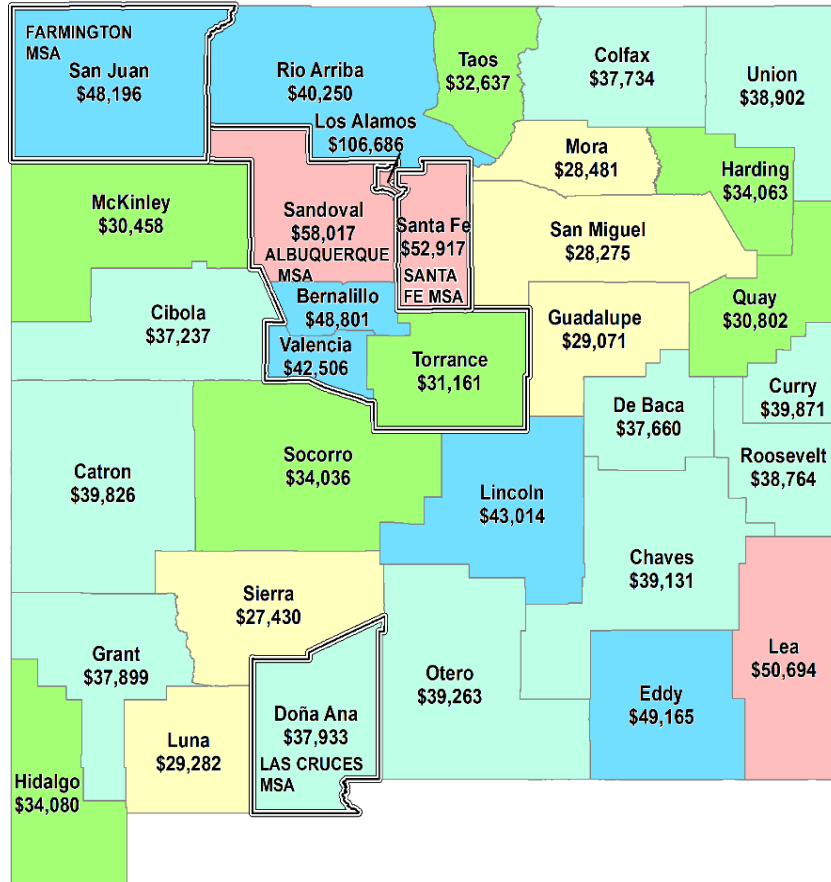 FARMINGTON
MSA
San Juan
$48,196
Rio Arriba
$40,250
Los Alamos
$106,686
Taos
$32,637
Colfax
$37,734
Union
$38,902
Mora
$28,481
Harding
$34,063
McKinley
$30,458
Sandoval
$58,017
ALBUQUERQUE
MSA
Santa Fe
$52,917
SANTA
FE MSA
San Miguel
$28,275
Quay
$30,802
Cibola
$37,237
Bernalillo
$48,801
Valencia
$42,506
Torrance
$31,161
Guadalupe
$29,071
Curry
$39,871
De Baca
$37,660
Roosevelt
$38,764
Catron
$39,826
Socorro
$34,036
Lincoln
$43,014
Chaves
$39,131
Sierra
$27,430
Grant
$37,899
Otero
$39,263
Lea
$50,694
Eddy
$49,165
Doña Ana
$37,933
LAS CRUCES
MSA
Luna
$29,282
Hidalgo
$34,080